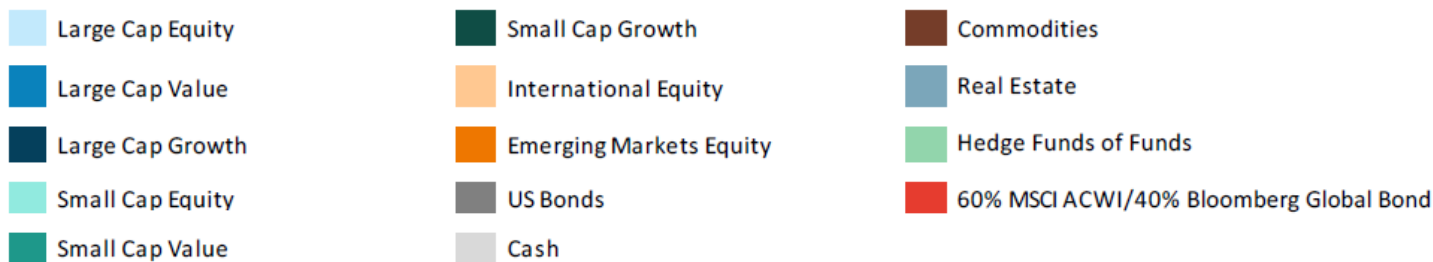 Large Cap Equity
Large Cap Value
Large Cap Growth
Small Cap Equity
Small Cap Value
Small Cap Growth
International Equity
Emerging Markets Equity
US Bonds
Cash
Commodities
Real Estate
Hedge Funds of Funds
60% MSCI ACWI/40% Bloomberg Global Bond